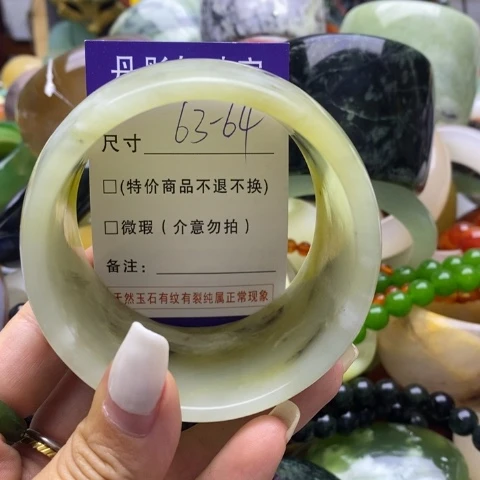 尺寸 63-64
□(特价商品不退不换)
□微瑕(介意勿拍)
备注:
天然玉石有纹有裂纯属正常现象